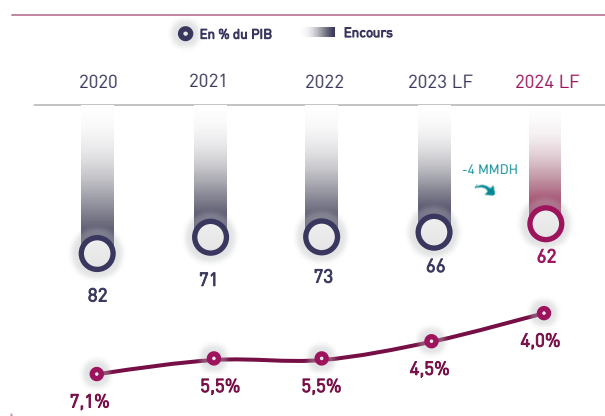 En % du PIB Encours
2020 2021 2022 2023 LF 2024 LF
-4 MMDH
82 71 73 66 62
7,1% 5,5% 5,5% 4,5% 4,0%